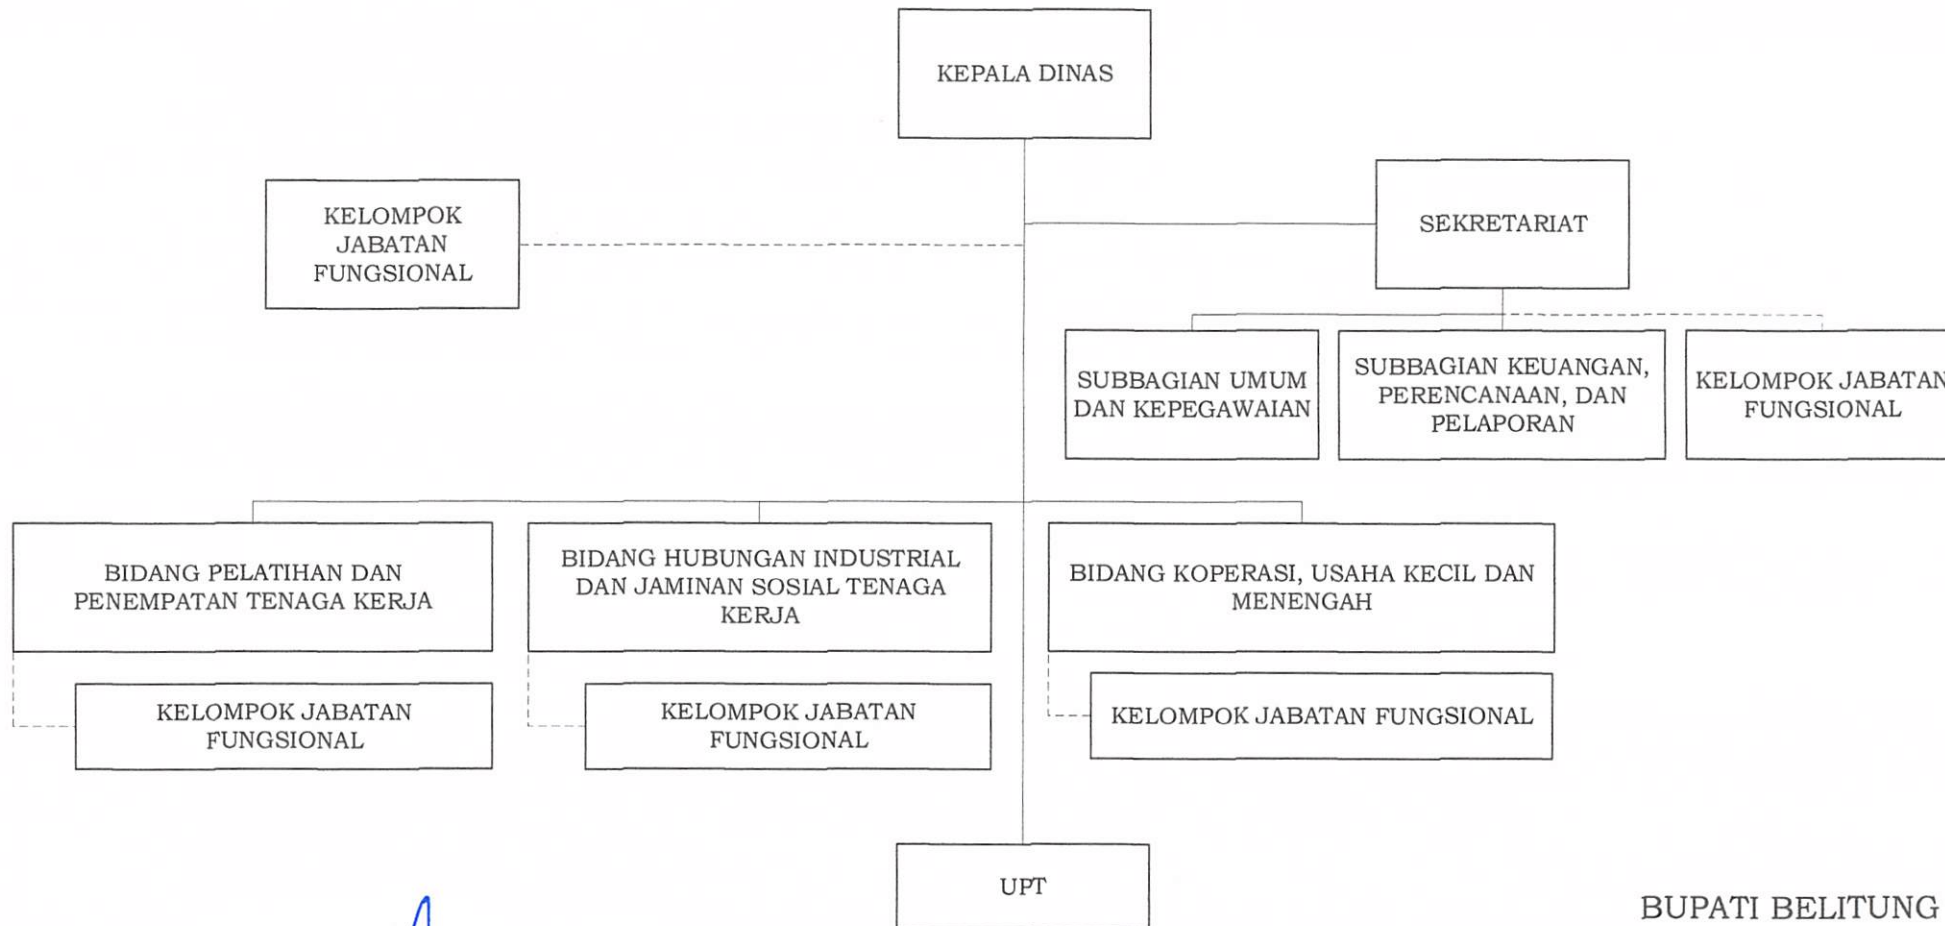 KEPALA DINAS
KELOMPOK
JABATAN
FUNGSIONAL
SEKRETARIAT
SUBBAGIAN UMUM
DAN KEPEGAWAIAN
SUBBAGIAN KEUANGAN,
PERENCANAAN, DAN
PELAPORAN
KELOMPOK JABATAN
FUNGSIONAL
BIDANG PELATIHAN DAN
PENEMPATAN TENAGA KERJA
BIDANG HUBUNGAN INDUSTRIAL
DAN JAMINAN SOSIAL TENAGA
KERJA
BIDANG KOPERASI, USAHA KECIL DAN
MENENGAH
KELOMPOK JABATAN
FUNGSIONAL
KELOMPOK JABATAN
FUNGSIONAL
KELOMPOK JABATAN FUNGSIONAL
UPT
BUPATI BELITUNG